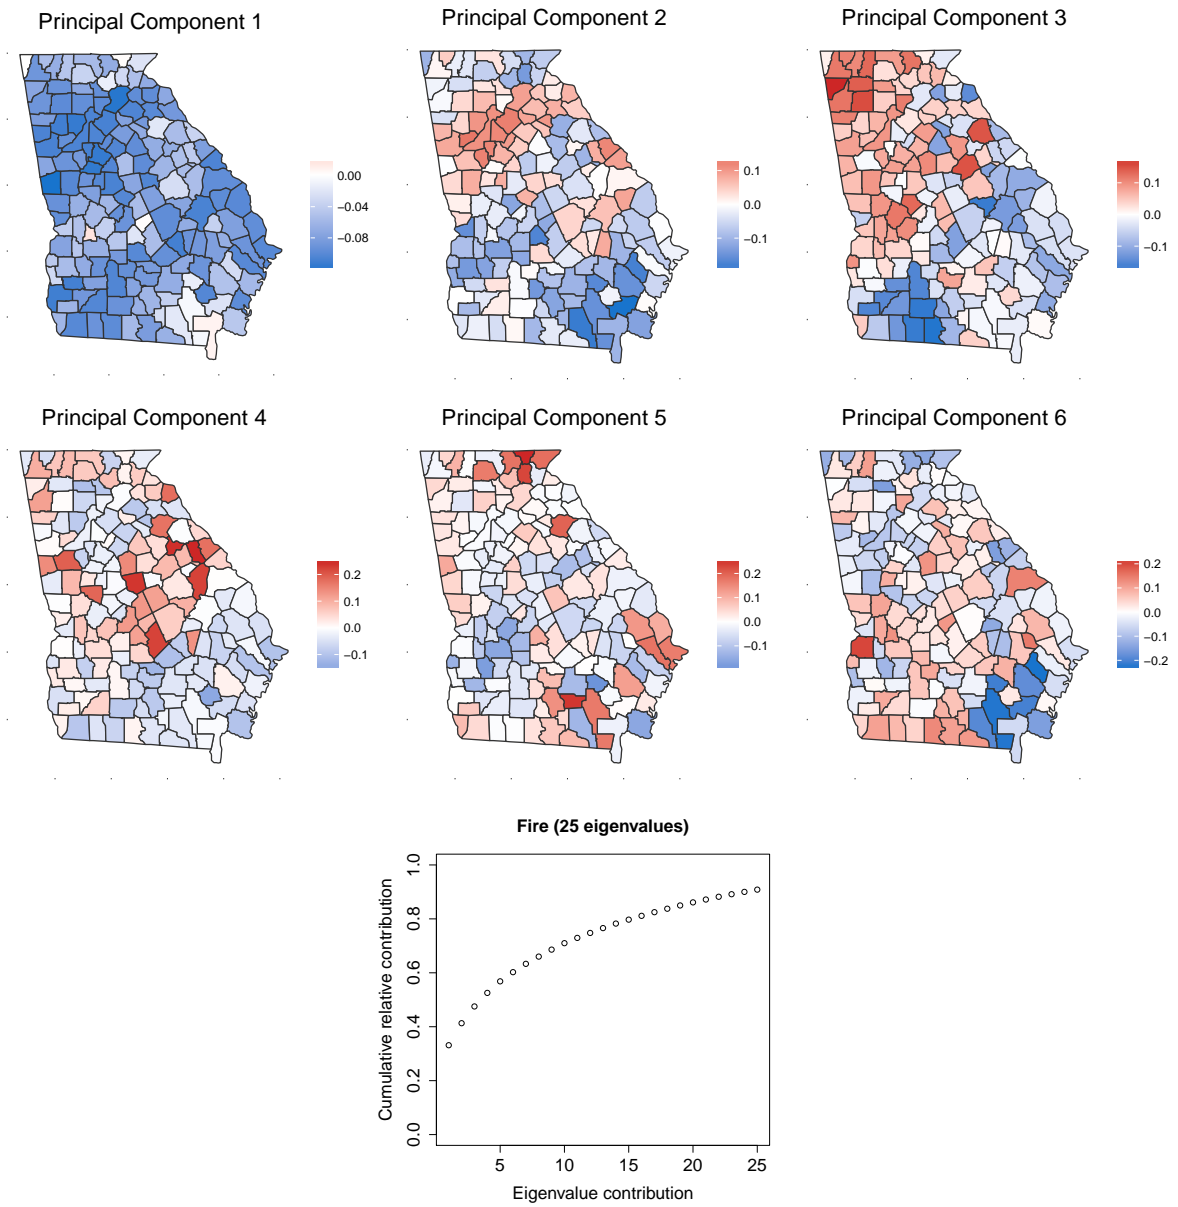 Principal Component 1
Principal Component 2
Principal Component 3
0.00
−0.04
−0.08
0.1
0.0
−0.1
0.1
0.0
−0.1
Principal Component 4
Principal Component 5
Principal Component 6
0.2
0.1
0.0
−0.1
0.2
0.1
0.0
−0.1
0.2
0.1
0.0
−0.1
−0.2
Fire (25 eigenvalues)
Cumulative relative contribution
1.0
0.8
0.6
0.4
0.2
0.0
5 10 15 20 25
Eigenvalue contribution